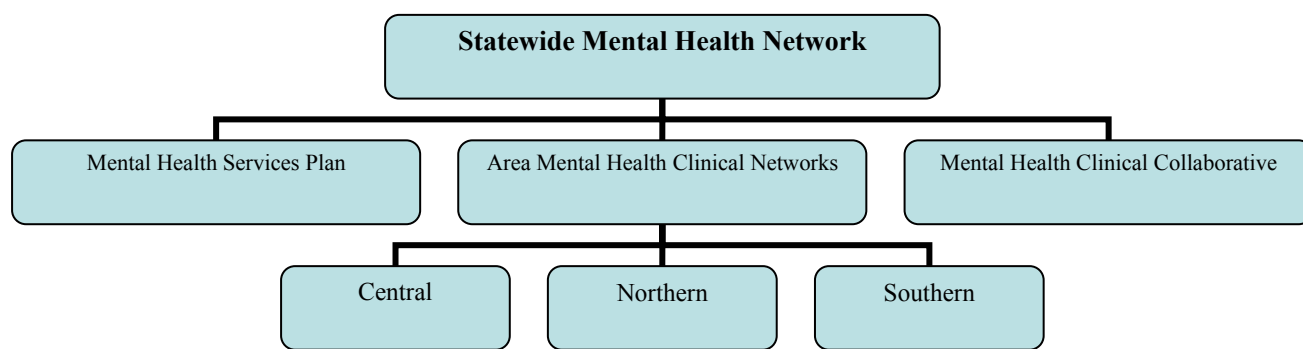 Statewide Mental Health Network
Mental Health Services Plan
Area Mental Health Clinical Networks
Mental Health Clinical Collaborative
Central
Northern
Southern